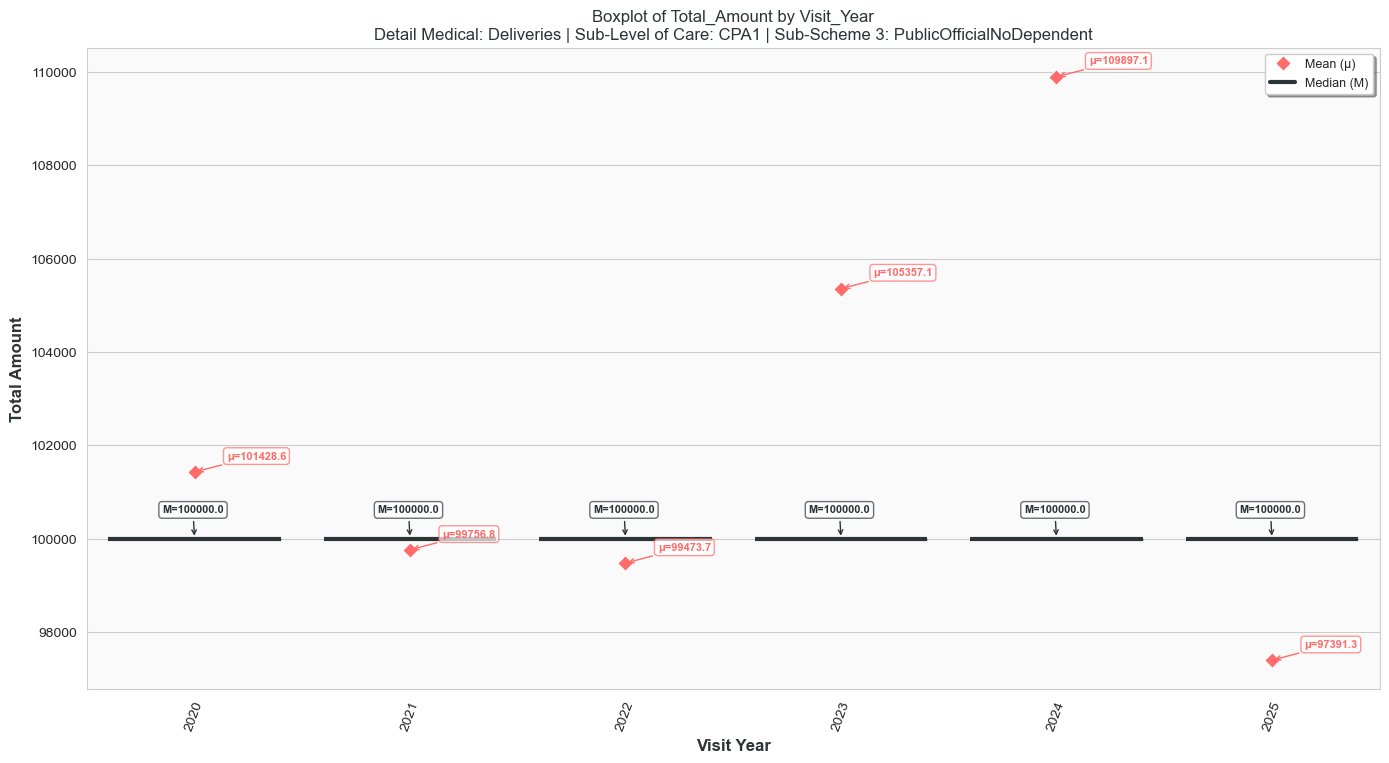 Boxplot of Total_Amount by Visit_Year
Detail Medical: Deliveries | Sub-Level of Care: CPA1 | Sub-Scheme 3: PublicOfficialNoDependent
Mean (μ)
Median (M)
Total Amount
110000
108000
106000
104000
102000
100000
98000
μ=101428.6
μ=99756.8
μ=99473.7
μ=105357.1
μ=109897.1
μ=97391.3
M=100000.0
M=100000.0
M=100000.0
M=100000.0
M=100000.0
M=100000.0
2020
2021
2022
2023
2024
2025
Visit Year